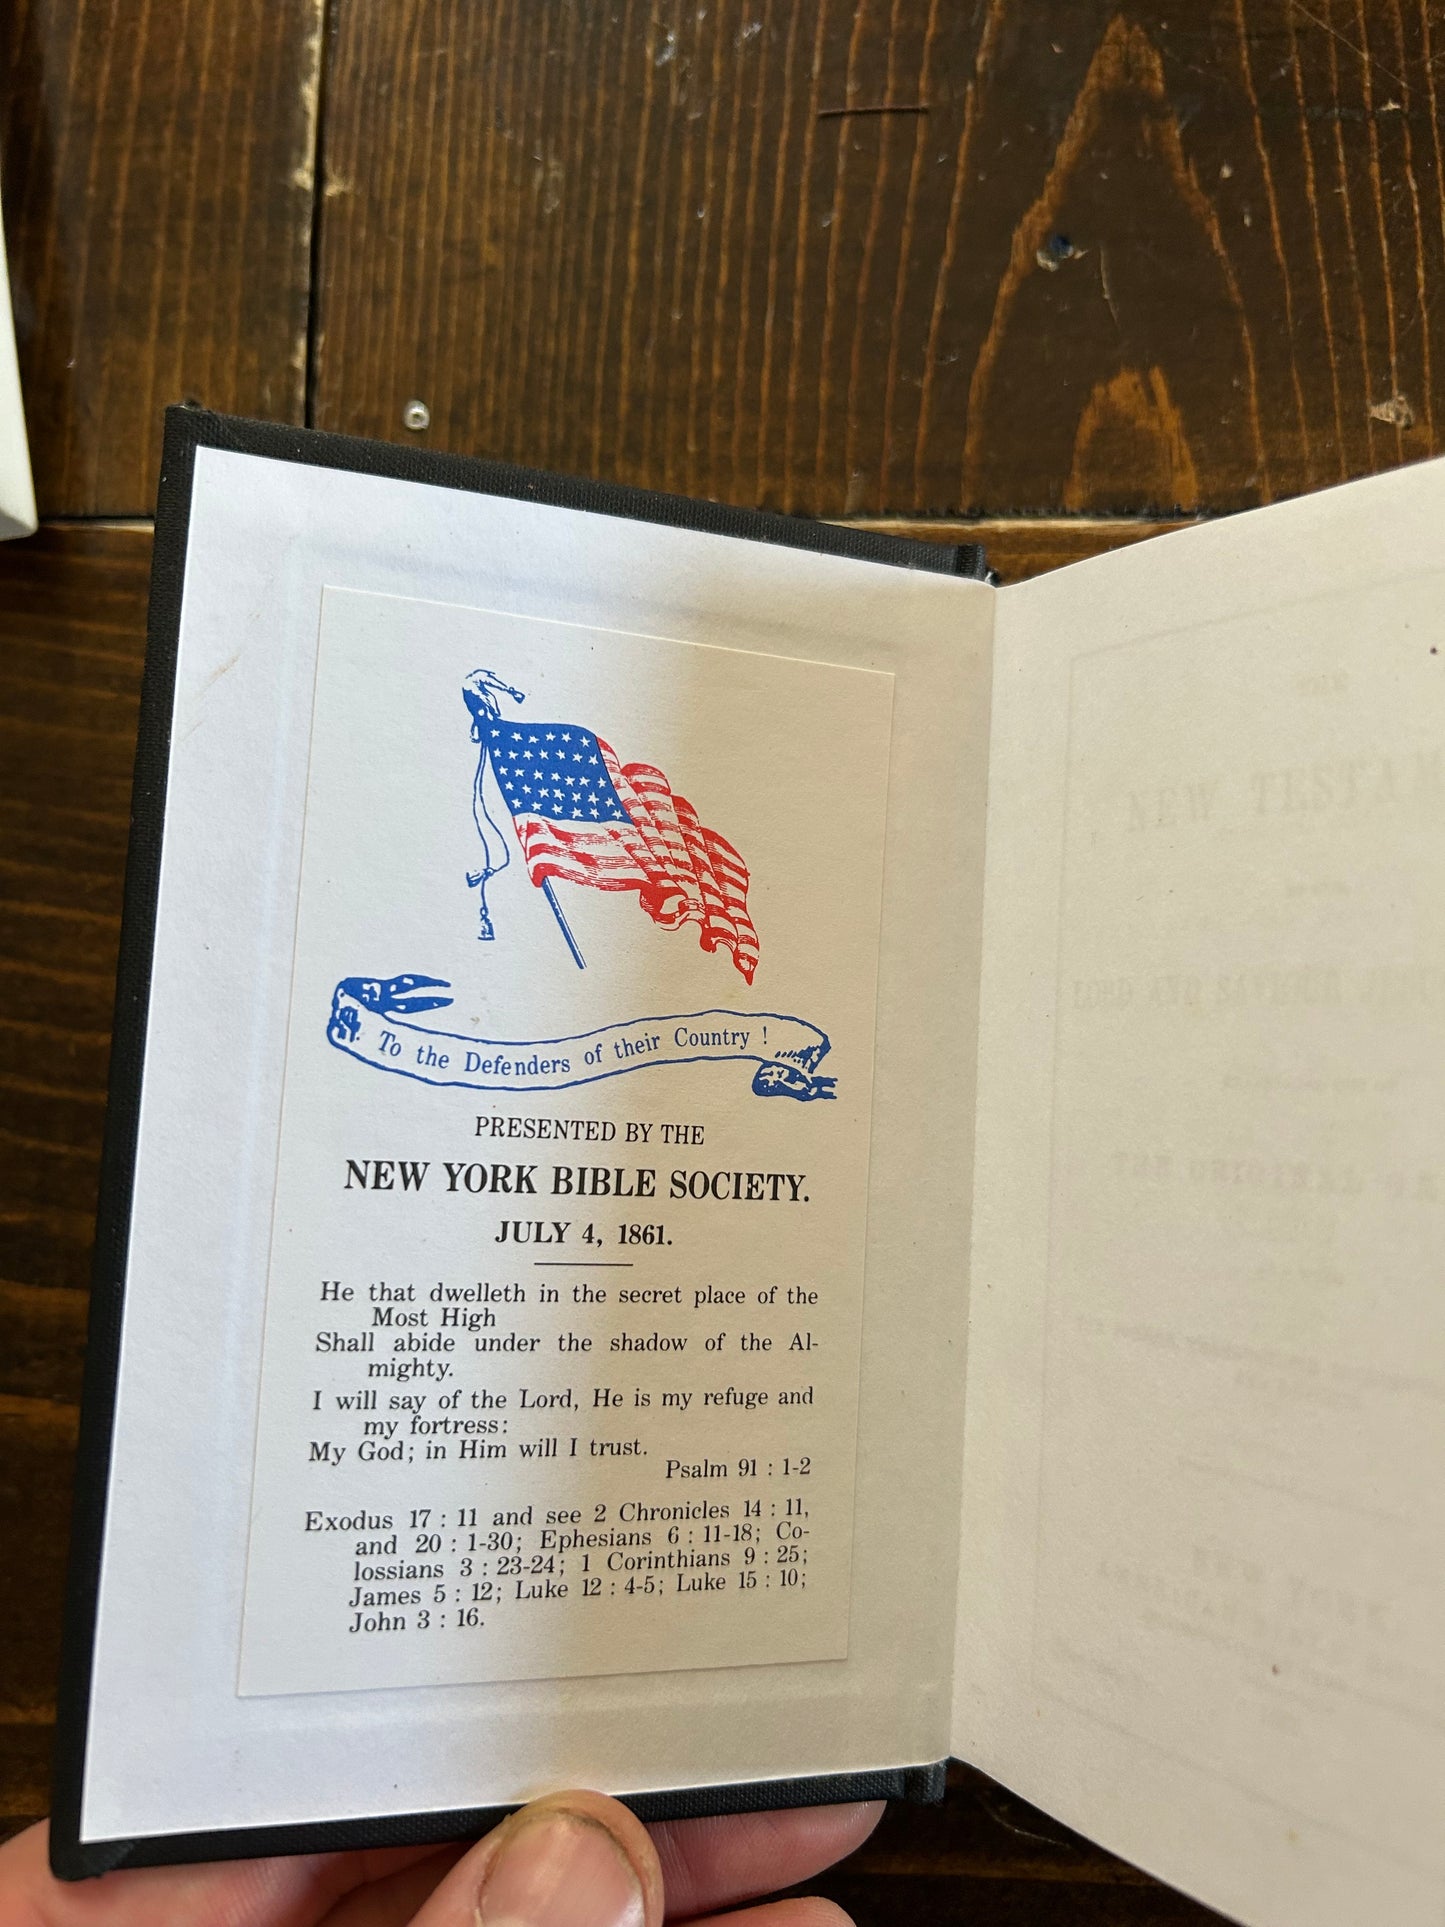 To the Defenders of their Country !
PRESENTED BY THE
NEW YORK BIBLE SOCIETY.
JULY 4, 1861.
He that dwelleth in the secret place of the
Most High
Shall abide under the shadow of the Al-
mighty.
I will say of the Lord, He is my refuge and
my fortress:
My God; in Him will I trust.
Psalm 91 : 1-2
Exodus 17 : 11 and see 2 Chronicles 14 : 11,
and 20 : 1-30; Ephesians 6 : 11-18; Co-
lossians 3 : 23-24; 1 Corinthians 9 : 25;
James 5 : 12; Luke 12 : 4-5; Luke 15 : 10;
John 3 : 16.